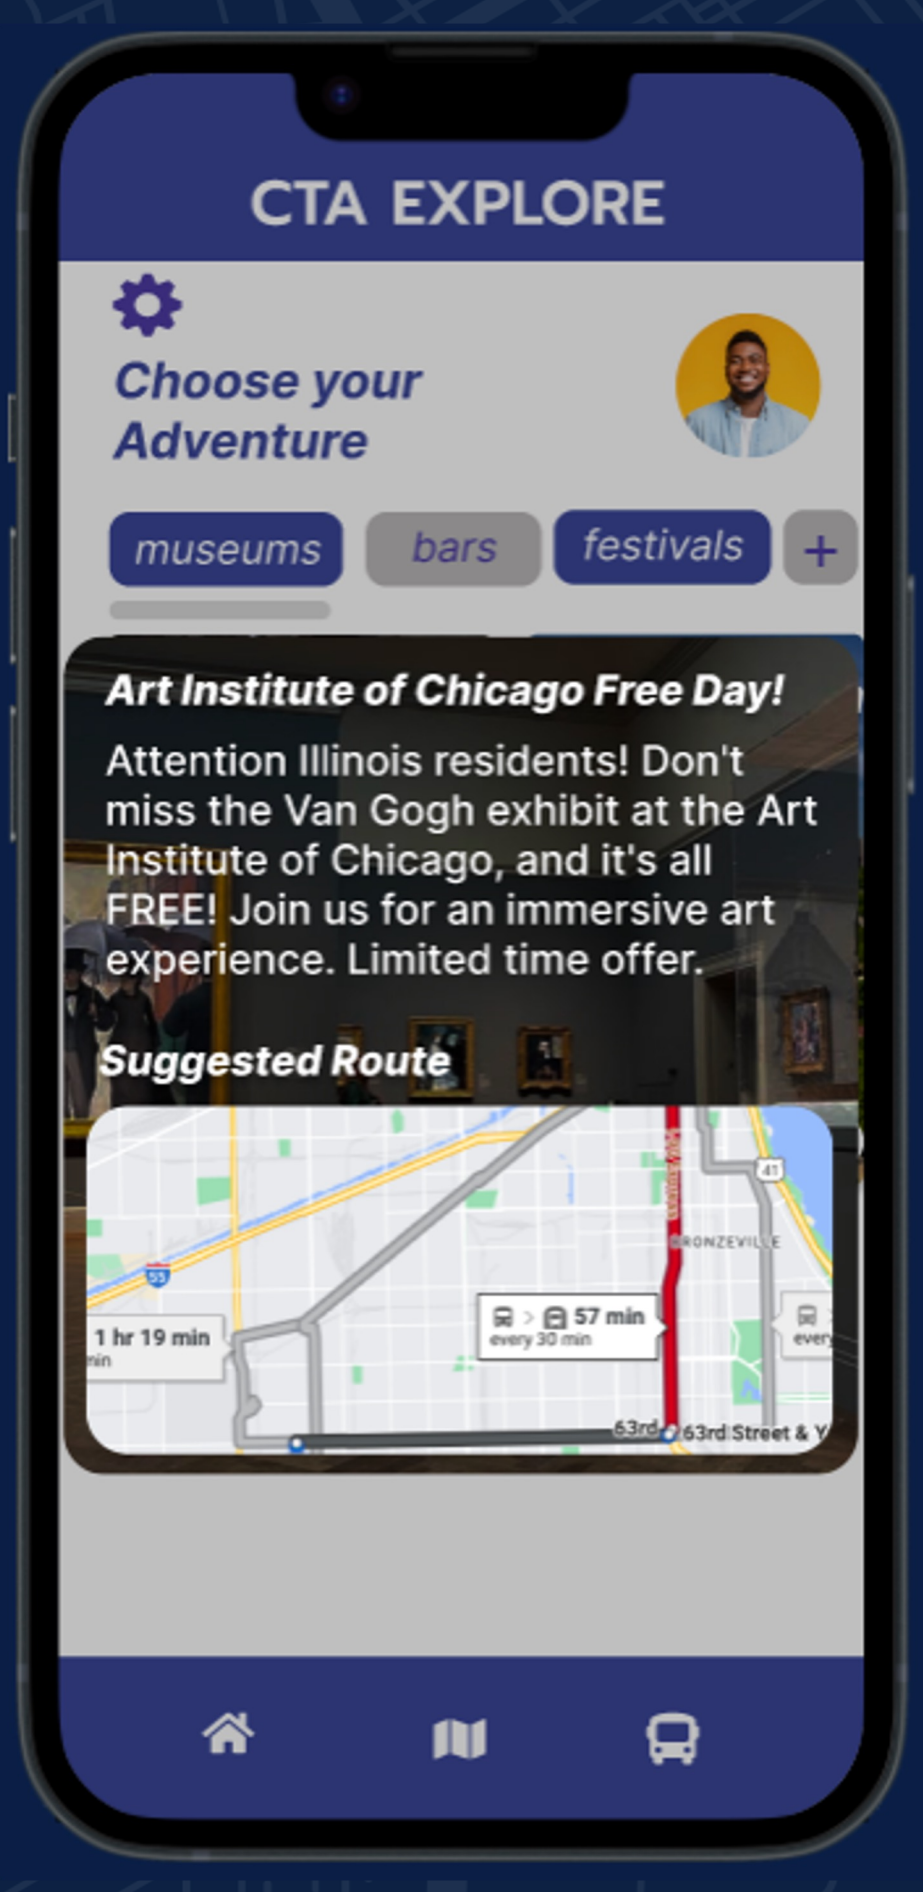 CTA EXPLORE
Choose your
Adventure
museums bars festivals +
Art Institute of Chicago Free Day!
Attention Illinois residents! Don't
miss the Van Gogh exhibit at the Art
Institute of Chicago, and it's all
FREE! Join us for an immersive art
experience. Limited time offer.
Suggested Route
41
BRONZEVILLE
55
57 min
every 30 min
1 hr 19 min
min
every
63rd
63rd Street & Y